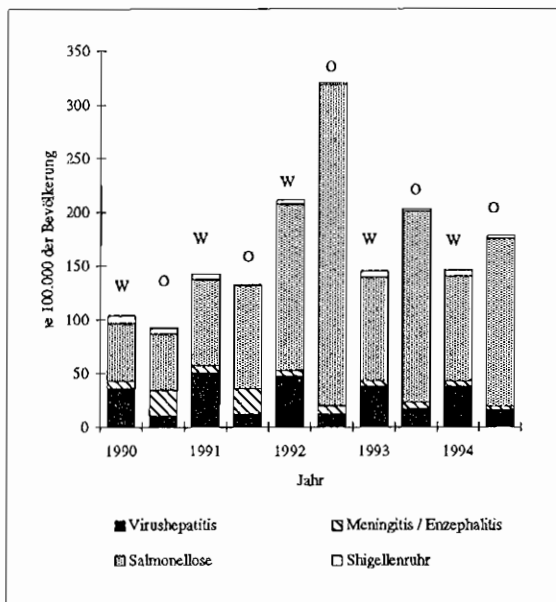 350
300
250
200
150
100
50
0
je 100.000 der Bevölkerung
W
O
W
O
W
O
W
O
W
O
1990
1991
1992
1993
1994
Jahr
Virushepatitis
Meningitis / Enzephalitis
Salmonellose
Shigellenruhr